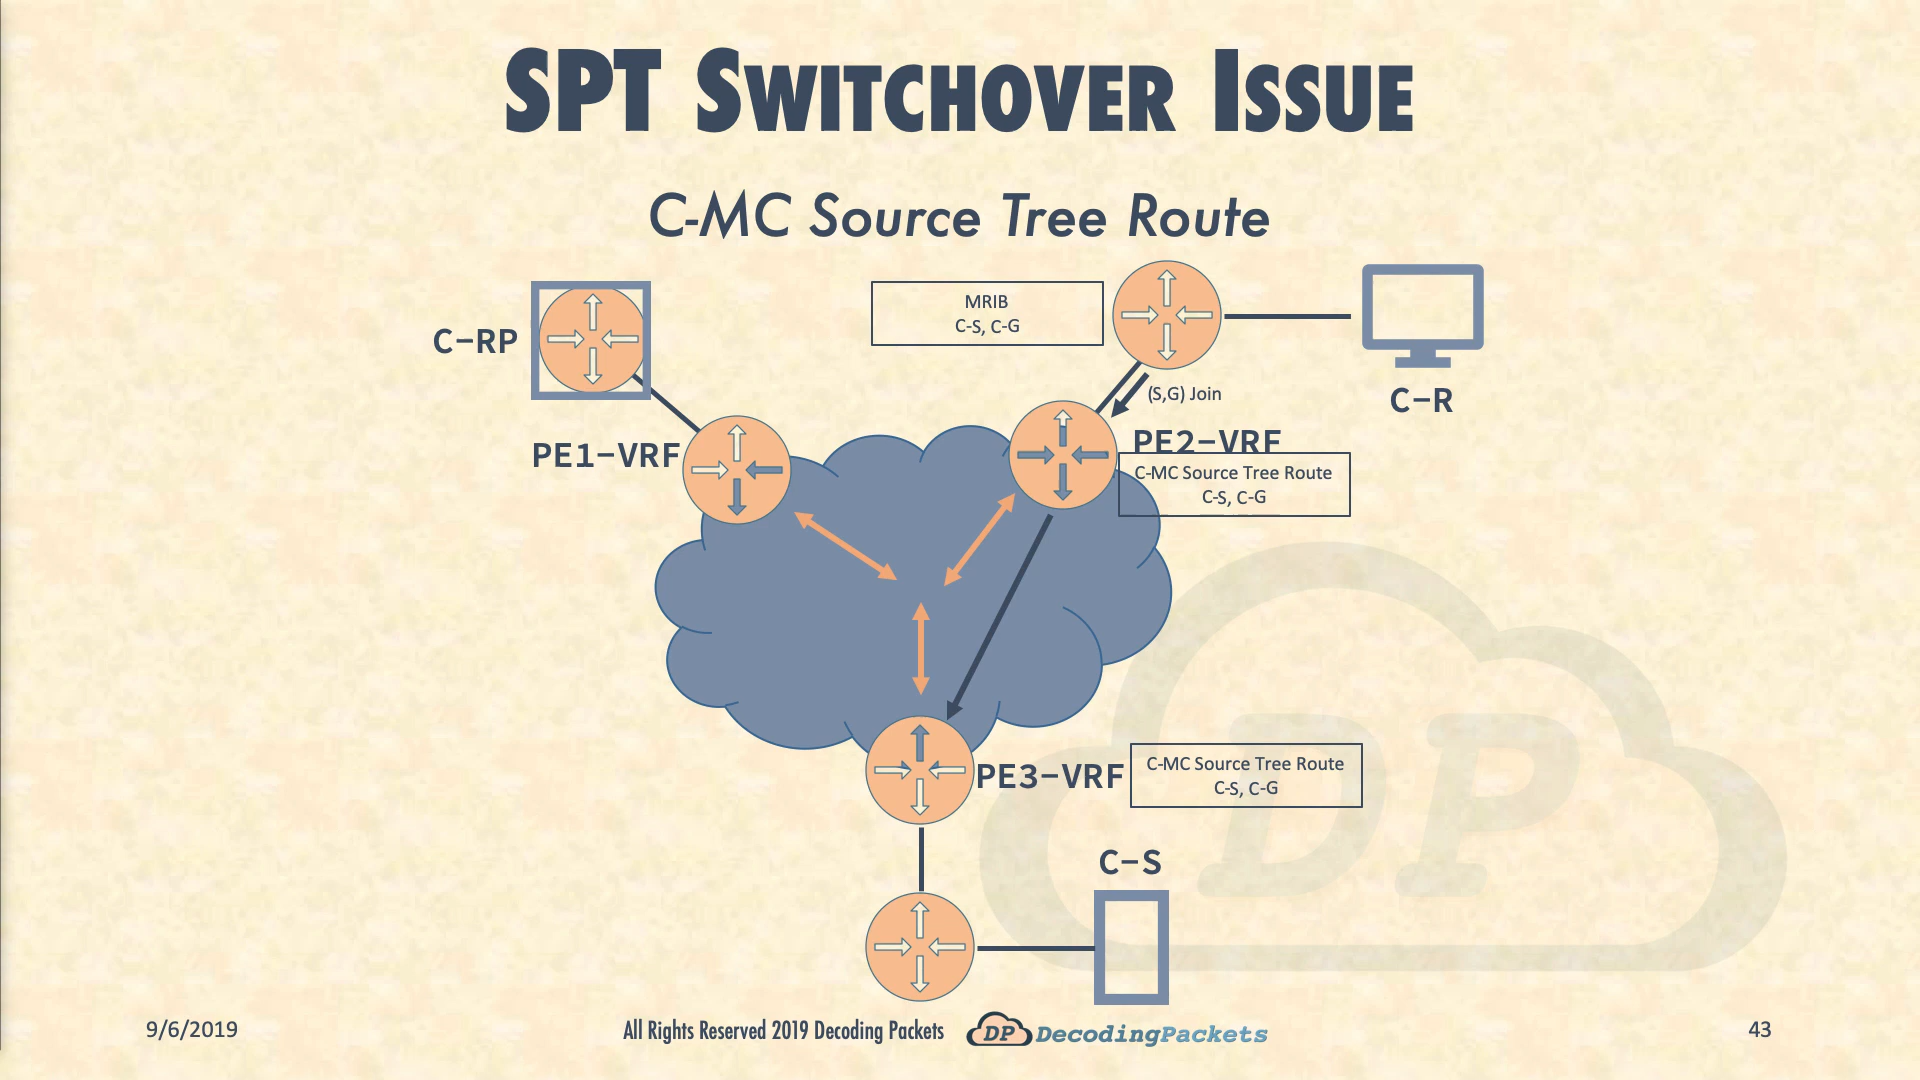 SPT Switchover Issue
C-MC Source Tree Route
MRIB
C-S, C-G
C-RP
(S,G) Join
C-R
PE1-VRF
PE2-VRF
C-MC Source Tree Route
C-S, C-G
PE3-VRF
C-MC Source Tree Route
C-S, C-G
C-S
DP
9/6/2019
All Rights Reserved 2019 Decoding Packets
DP DecodingPackets
43